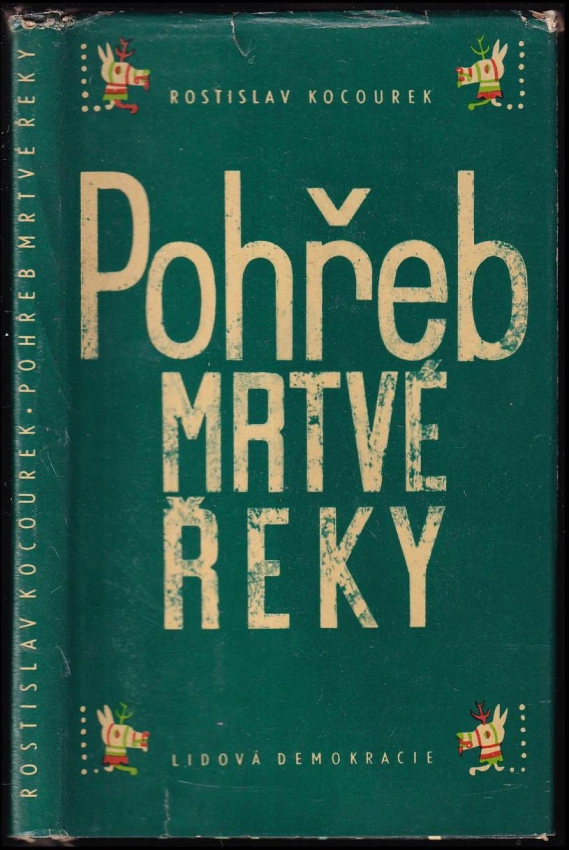 ROSTISLAV KOCOUREK
Pohřeb
MRTVÉ
ŘEKY
LIDOVÁ DEMOKRACIE
ROSTISLAV KOCOUREK • POHŘEB MRTVÉ ŘEKY